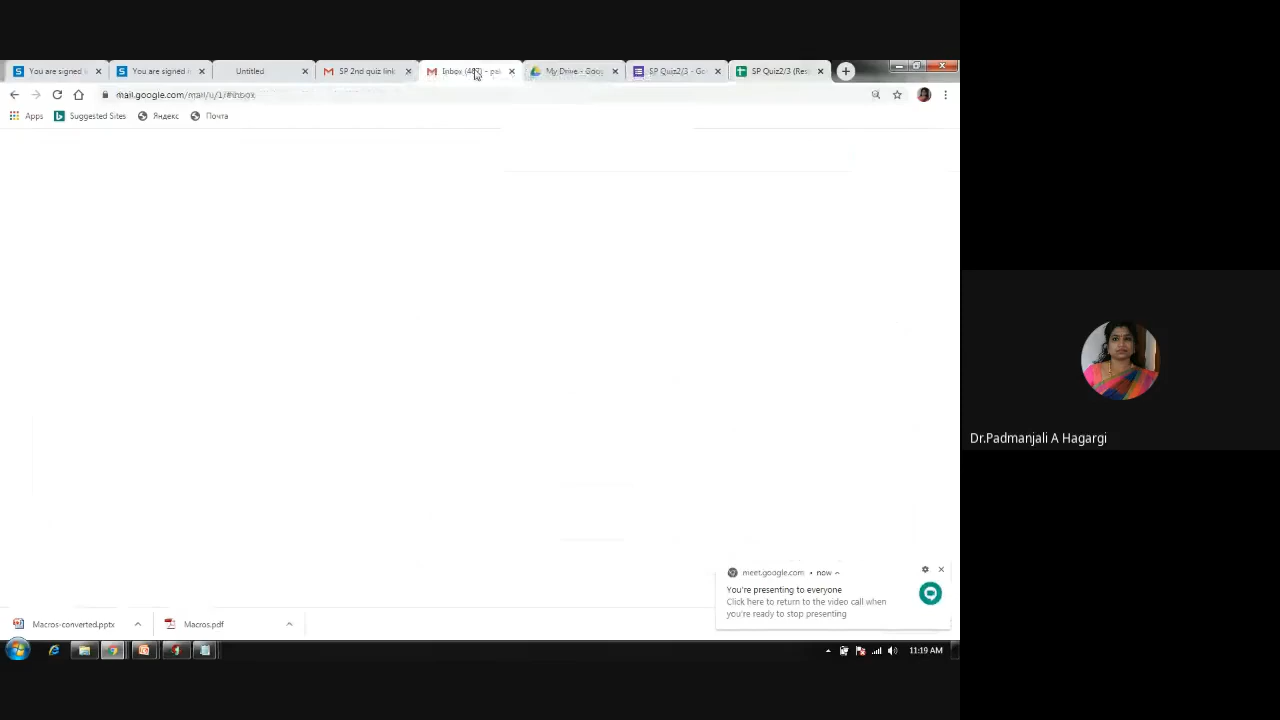 You are signed
You are signed
Untitled
SP 2nd quiz link
Inbox
My Drive - Goo
SP Quiz2/3 - Go
SP Quiz2/3 (Res
mail.google.com/mail/u/1/#inbox
Apps
Suggested Sites
Яндекс
Почта
Dr.Padmanjali A Hagargi
meet.google.com • now
You're presenting to everyone
Click here to return to the video call when
you're ready to stop presenting
Macros-converted.pptx
Macros.pdf
11:19 AM